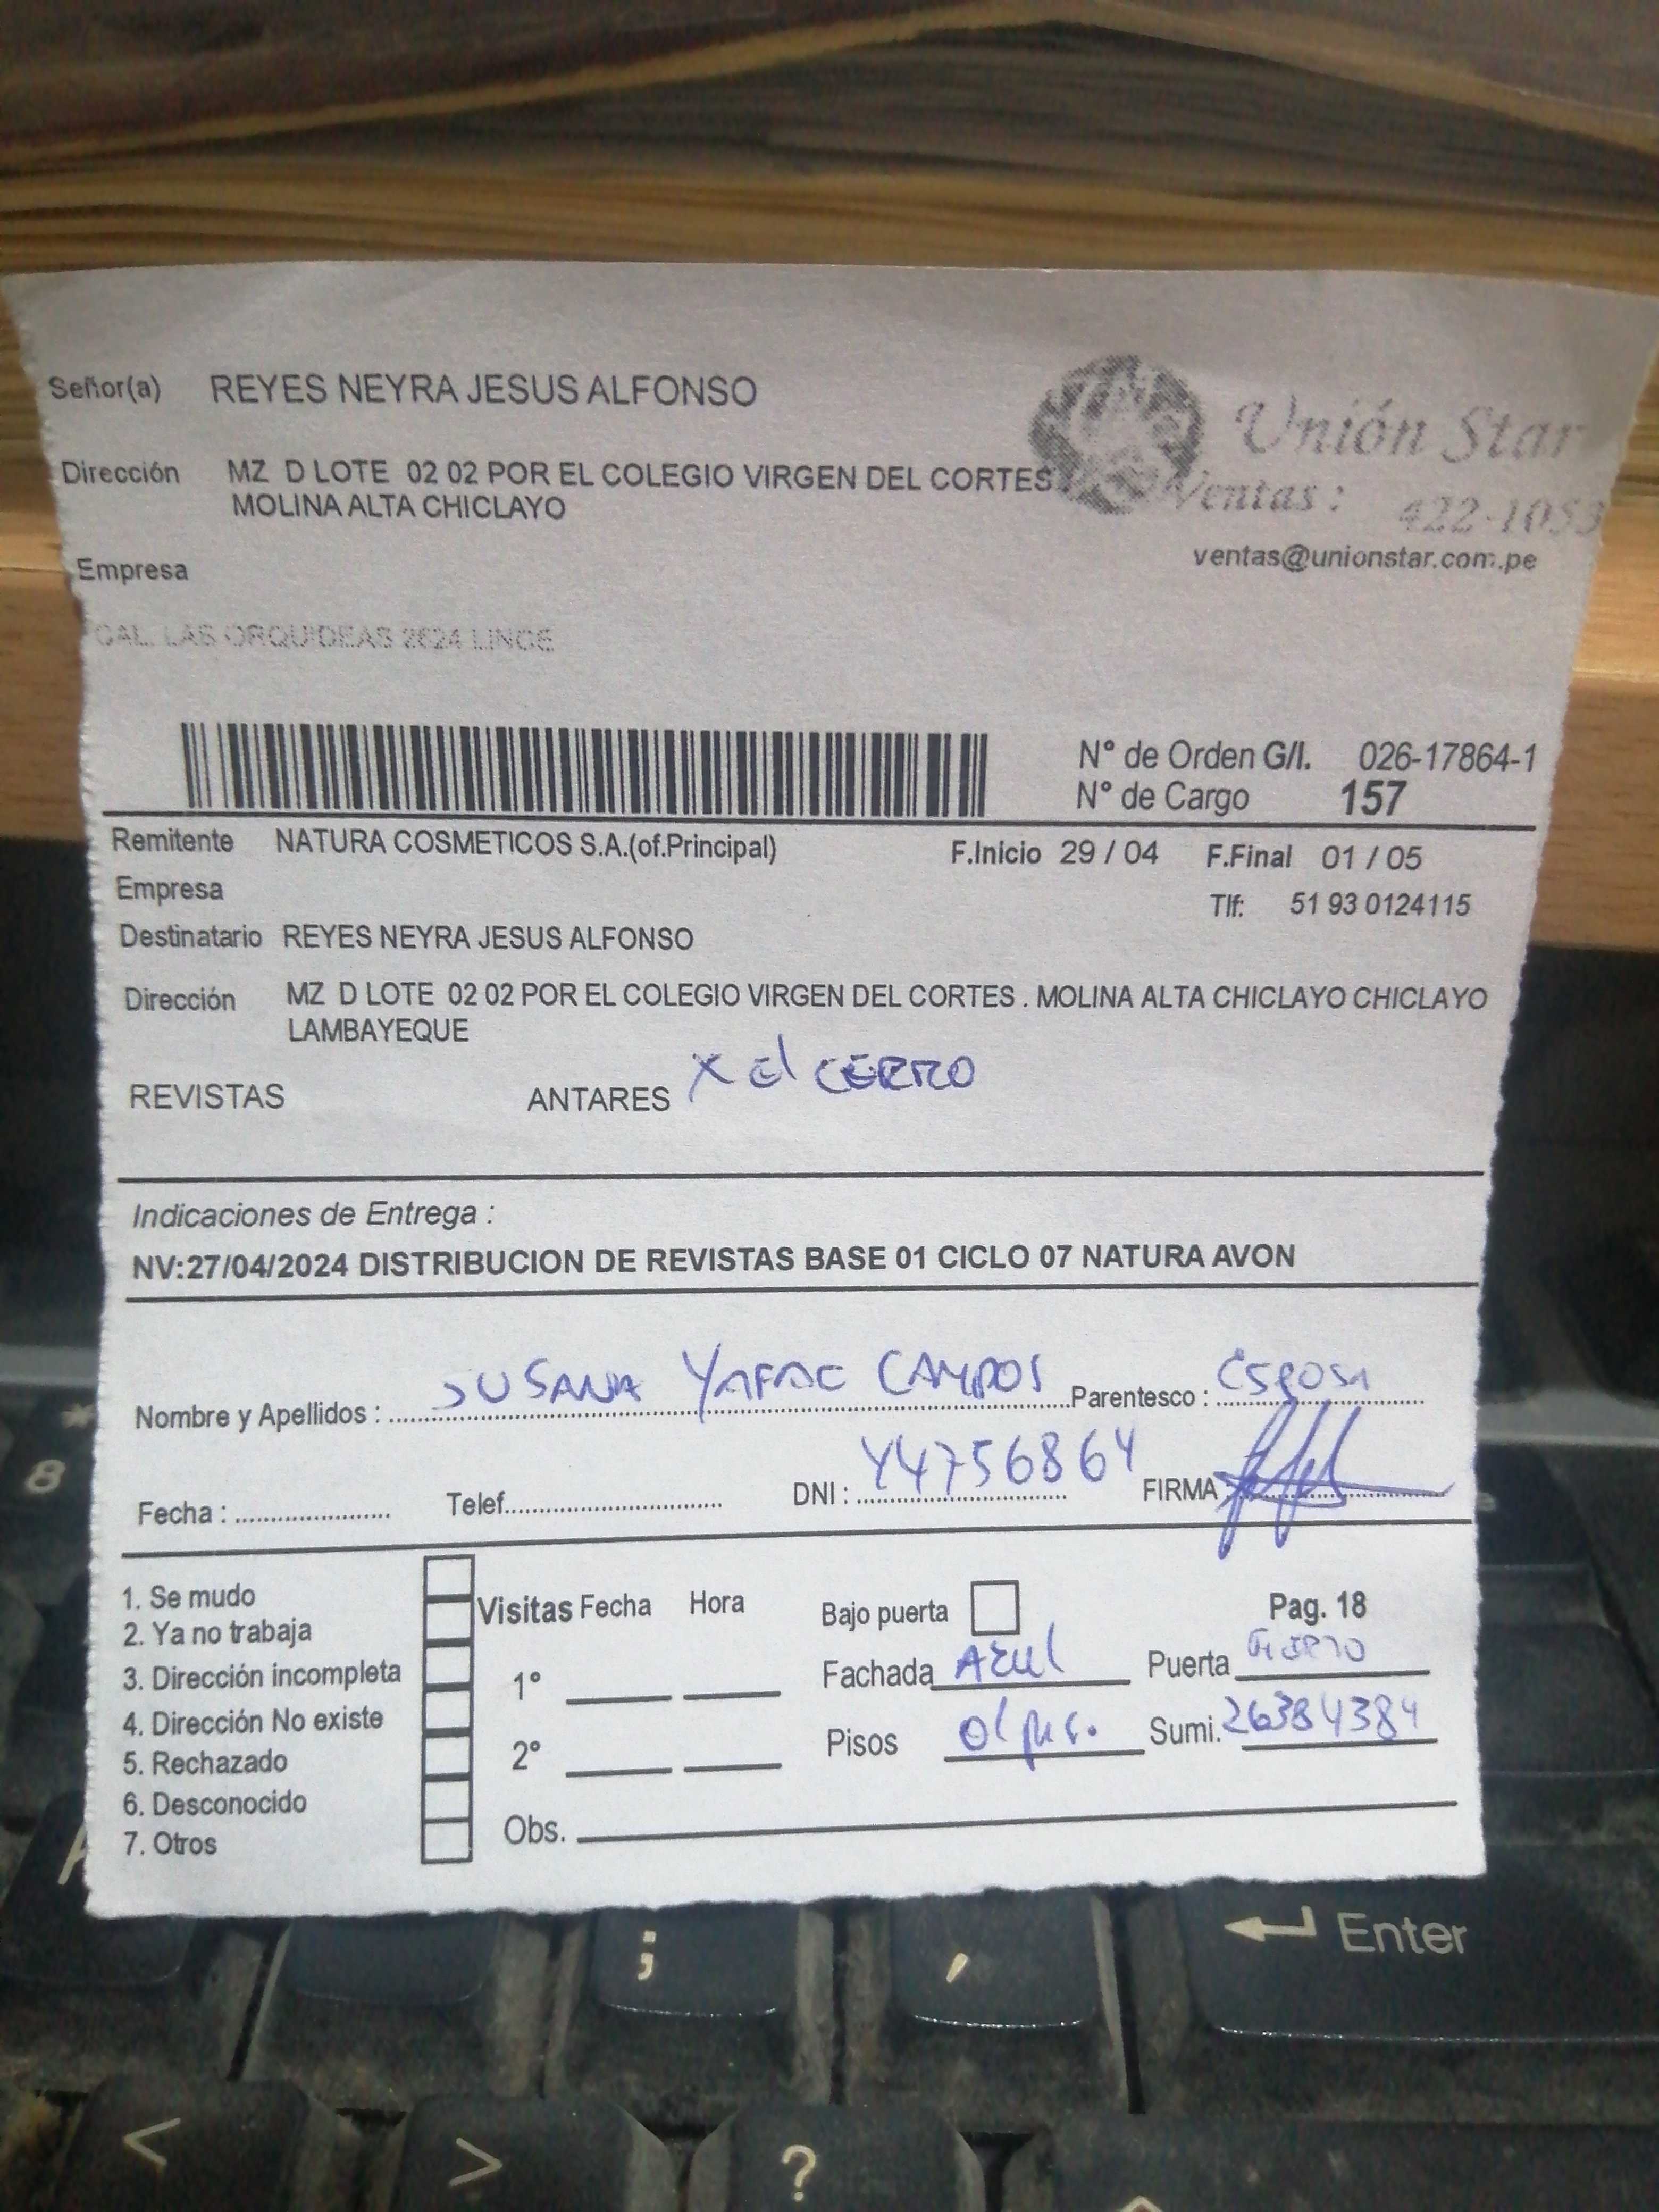 Señor(a) REYES NEYRA JESUS ALFONSO
Unión Star
Dirección MZ D LOTE 02 02 POR EL COLEGIO VIRGEN DEL CORTES
MOLINA ALTA CHICLAYO
Ventas : 422-1053
ventas@unionstar.com.pe
Empresa
CAL. LAS ORQUIDEAS 2624 LINCE
N° de Orden G/I. 026-17864-1
N° de Cargo 157
Remitente NATURA COSMETICOS S.A.(of.Principal) F.Inicio 29 / 04 F.Final 01 / 05
Empresa Tlf: 51 93 0124115
Destinatario REYES NEYRA JESUS ALFONSO
Dirección MZ D LOTE 02 02 POR EL COLEGIO VIRGEN DEL CORTES . MOLINA ALTA CHICLAYO CHICLAYO
LAMBAYEQUE
REVISTAS ANTARES X el CERRO
Indicaciones de Entrega :
NV:27/04/2024 DISTRIBUCION DE REVISTAS BASE 01 CICLO 07 NATURA AVON
Nombre y Apellidos : SUSANA CAMPOS Parentesco : Esposa
Fecha : Telef. DNI : 44756864 FIRMA
1. Se mudo
2. Ya no trabaja
3. Dirección incompleta
4. Dirección No existe
5. Rechazado
6. Desconocido
7. Otros
Visitas Fecha Hora
1°
2°
Obs.
Bajo puerta Pag. 18
Fachada Azul Puerta
Pisos Sumi. 26384384
8
;
,
Enter
<
>
?